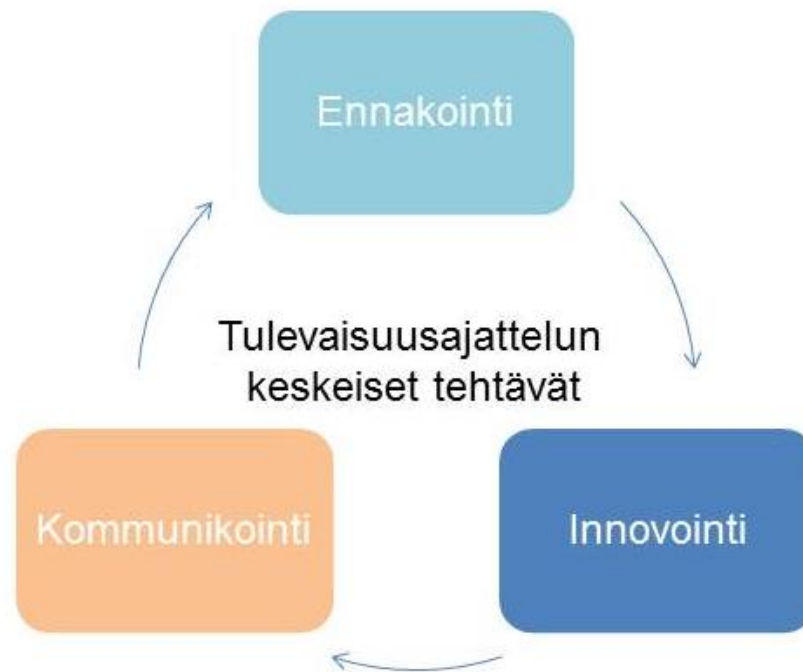 Ennakointi
Tulevaisuusajattelun
keskeiset tehtävät
Kommunikointi
Innovointi